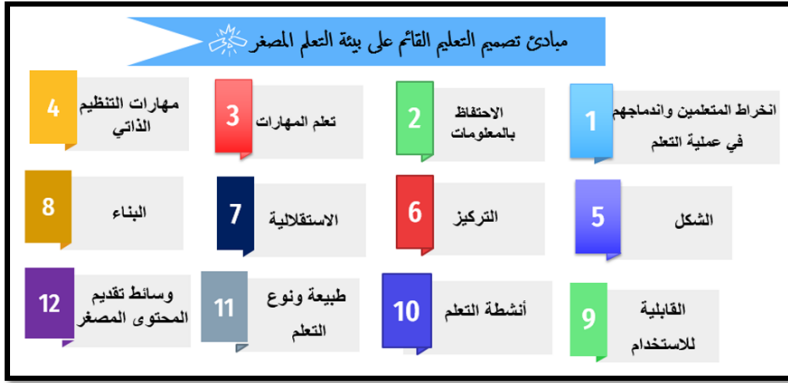 مبادئ تصميم التعليم القائم على بيئة التعلم المصغر
1
انخراط المتعلمين واندماجهم
في عملية التعلم
2
الاحتفاظ
بالمعلومات
3
تعلم المهارات
4
مهارات التنظيم
الذاتي
5
الشكل
6
التركيز
7
الاستقلالية
8
البناء
9
القابلية
للاستخدام
10
أنشطة التعلم
11
طبيعة ونوع
التعلم
12
وسائط تقديم
المحتوى المصغر